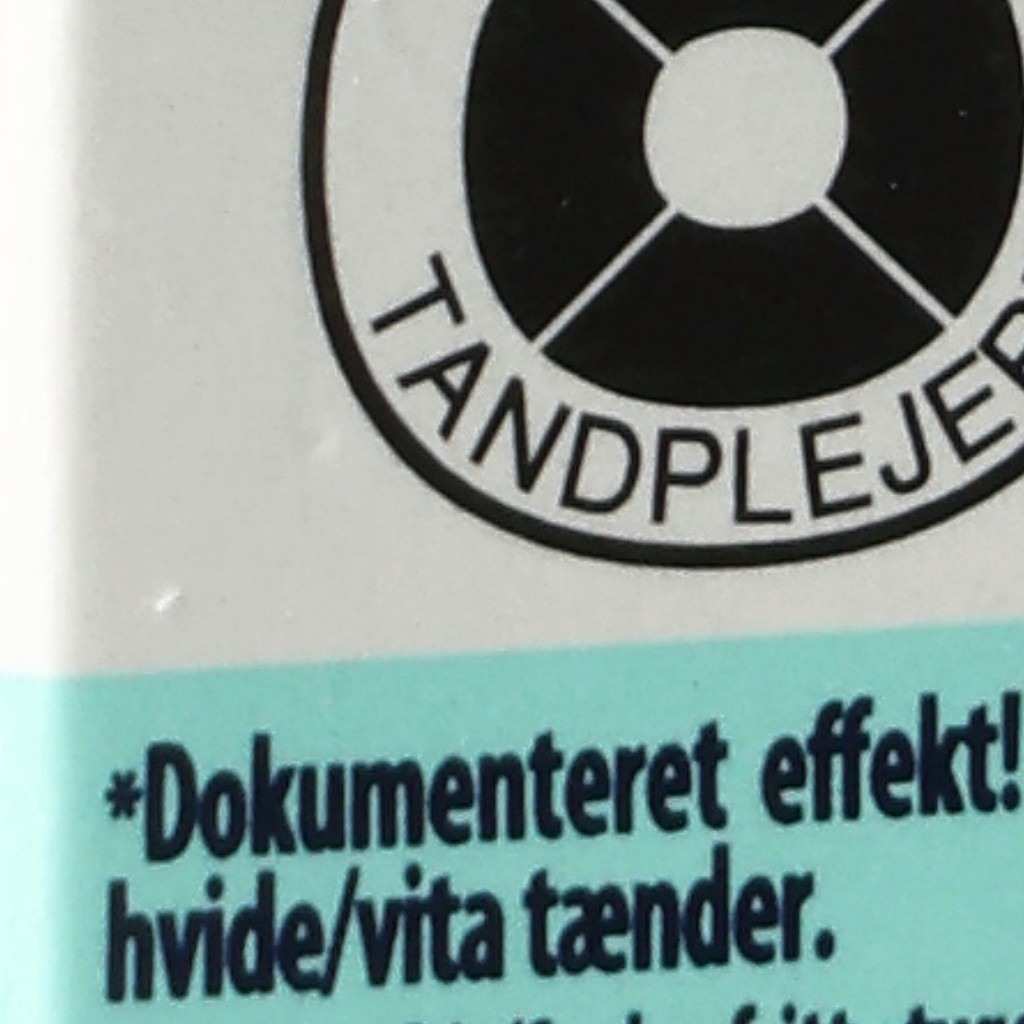 TANDPLEJER
*Dokumenteret effekt!
hvide/vita tænder.